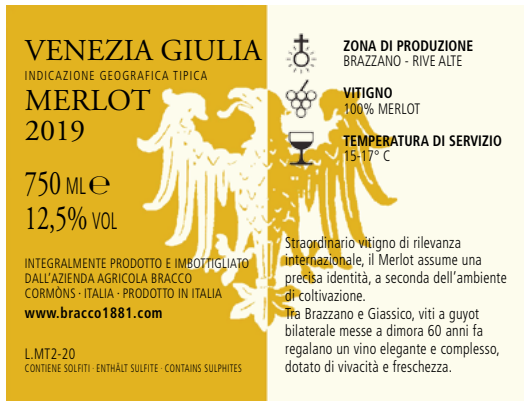 VENEZIA GIULIA
INDICAZIONE GEOGRAFICA TIPICA
MERLOT
2019
750 ML ℮
12,5% VOL
INTEGRALMENTE PRODOTTO E IMBOTTIGLIATO
DALL'AZIENDA AGRICOLA BRACCO
CORMÒNS · ITALIA · PRODOTTO IN ITALIA
www.bracco1881.com
L.MT2-20
CONTIENE SOLFITI · ENTHÄLT SULFITE · CONTAINS SULPHITES
ZONA DI PRODUZIONE
BRAZZANO - RIVE ALTE
VITIGNO
100% MERLOT
TEMPERATURA DI SERVIZIO
15-17° C
Straordinario vitigno di rilevanza
internazionale, il Merlot assume una
precisa identità, a seconda dell'ambiente
di coltivazione.
Tra Brazzano e Giassico, viti a guyot
bilaterale messe a dimora 60 anni fa
regalano un vino elegante e complesso,
dotato di vivacità e freschezza.